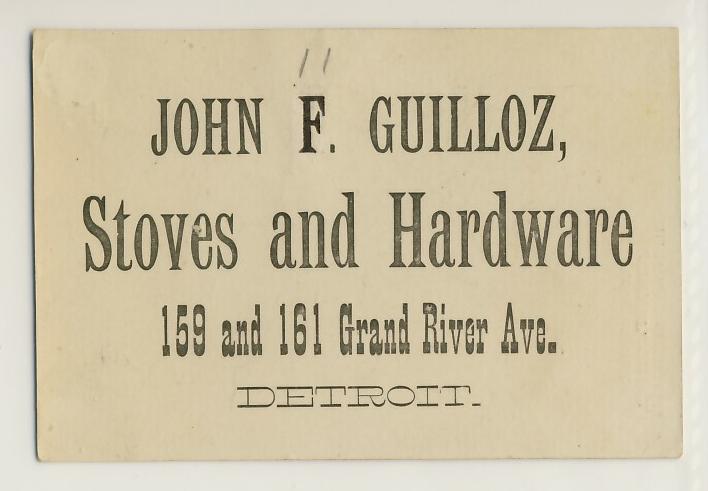 11
JOHN F. GUILLOZ,
Stoves and Hardware
159 and 161 Grand River Ave.
DETROIT.